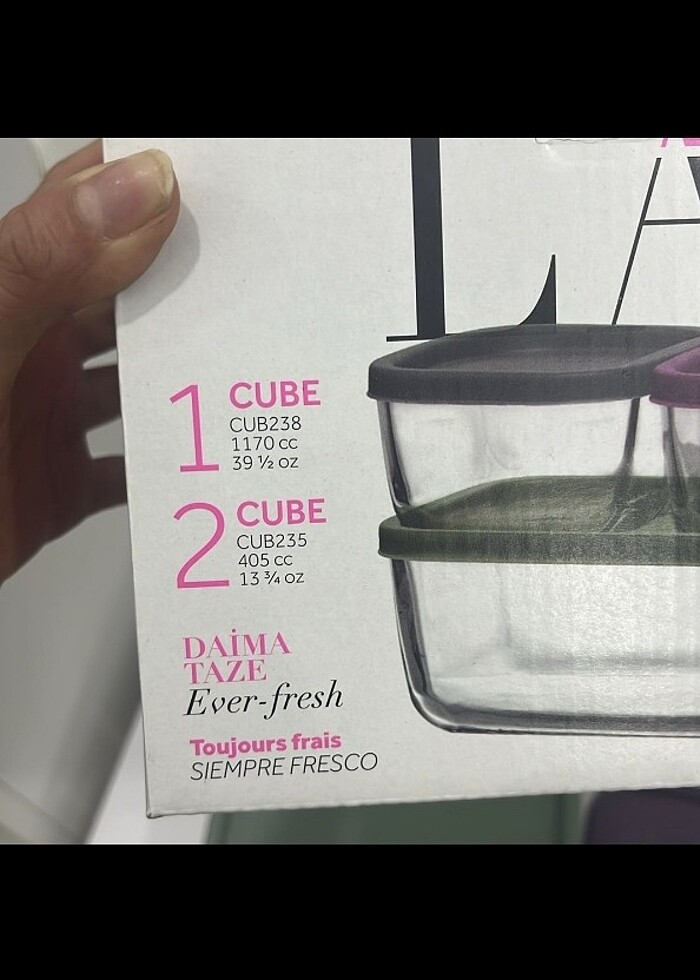 LA
1 CUBE
CUB238
1170 cc
39 ½ oz
2 CUBE
CUB235
405 cc
13 ¾ oz
DAİMA
TAZE
Ever-fresh
Toujours frais
SIEMPRE FRESCO